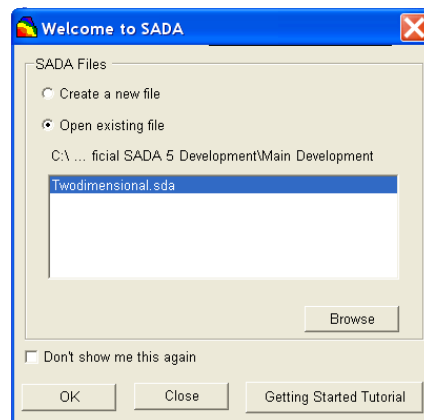 Welcome to SADA
SADA Files
Create a new file
Open existing file
C:\ ... ficial SADA 5 Development\Main Development
Twodimensional.sda
Browse
Don't show me this again
OK
Close
Getting Started Tutorial